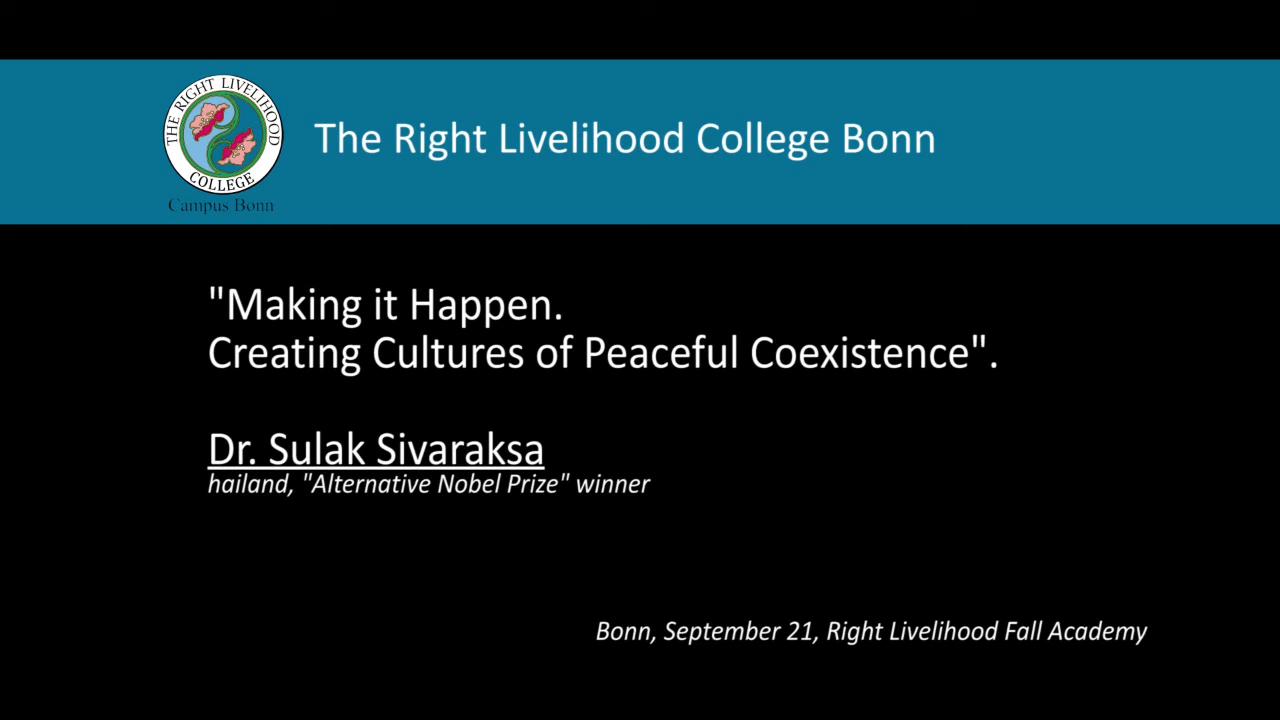 THE RIGHT LIVELIHOOD
COLLEGE
Campus Bonn
The Right Livelihood College Bonn
"Making it Happen.
Creating Cultures of Peaceful Coexistence".
Dr. Sulak Sivaraksa
hailand, "Alternative Nobel Prize" winner
Bonn, September 21, Right Livelihood Fall Academy